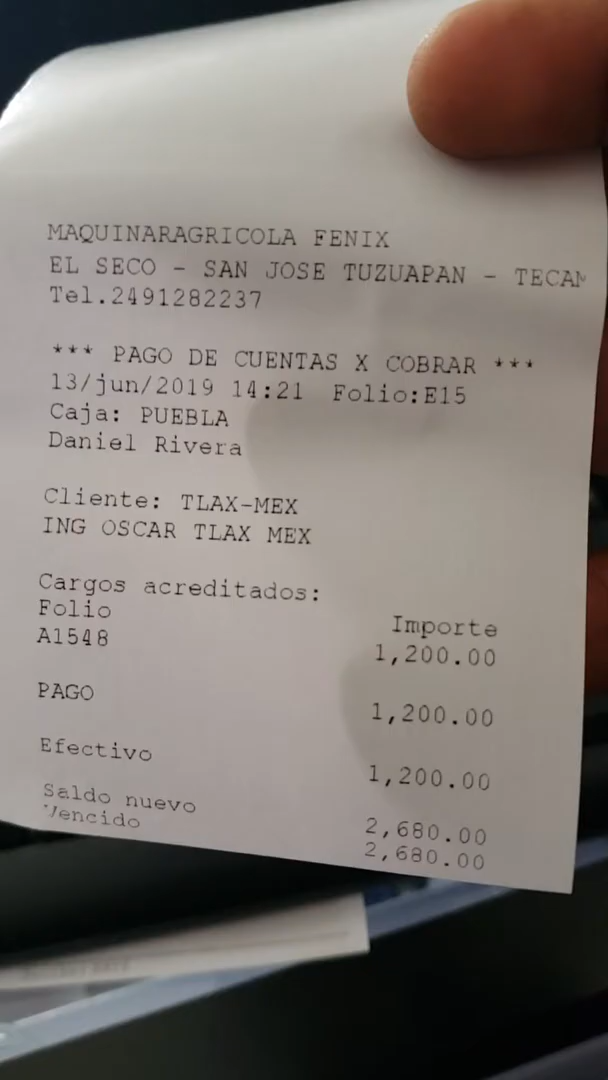 MAQUINARAGRICOLA FENIX
EL SECO - SAN JOSE TUZUAPAN - TECAM
Tel.2491282237
*** PAGO DE CUENTAS X COBRAR ***
13/jun/2019 14:21 Folio:E15
Caja: PUEBLA
Daniel Rivera
Cliente: TLAX-MEX
ING OSCAR TLAX MEX
Cargos acreditados:
Folio Importe
A1548 1,200.00
PAGO 1,200.00
Efectivo 1,200.00
Saldo nuevo 2,680.00
Vencido 2,680.00